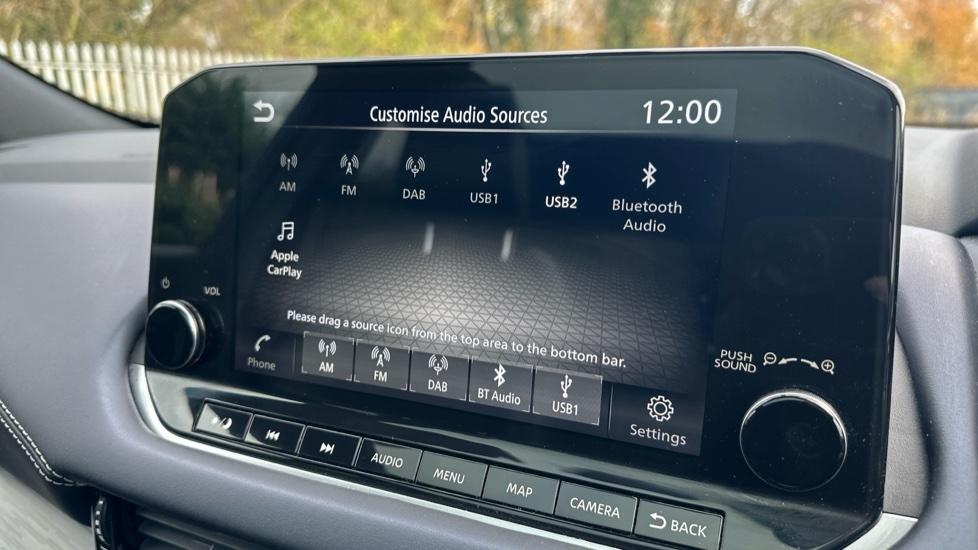 Customise Audio Sources
12:00
AM
FM
DAB
USB1
USB2
Bluetooth
Audio
Apple
CarPlay
Please drag a source icon from the top area to the bottom bar.
Phone
AM
FM
DAB
BT Audio
USB1
Settings
VOL
PUSH
SOUND
AUDIO
MENU
MAP
CAMERA
BACK